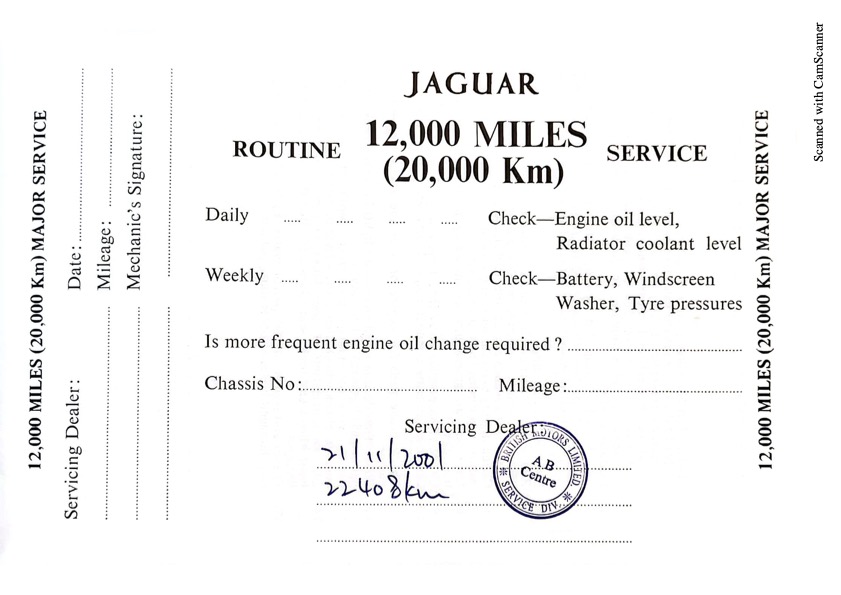 Scanned with CamScanner
12,000 MILES (20,000 Km) MAJOR SERVICE
Date:
Mileage:
Mechanic's Signature:
Servicing Dealer:
JAGUAR
ROUTINE 12,000 MILES (20,000 Km) SERVICE
Daily ..... ..... ..... ..... Check—Engine oil level,
Radiator coolant level
Weekly ..... ..... ..... ..... Check—Battery, Windscreen
Washer, Tyre pressures
Is more frequent engine oil change required ?
Chassis No: Mileage:
Servicing Dealer:
21/11/2001
22408km
BRITISH MOTORS LIMITED.
A.B.
Centre
* SERVICE DIV. *
12,000 MILES (20,000 Km) MAJOR SERVICE